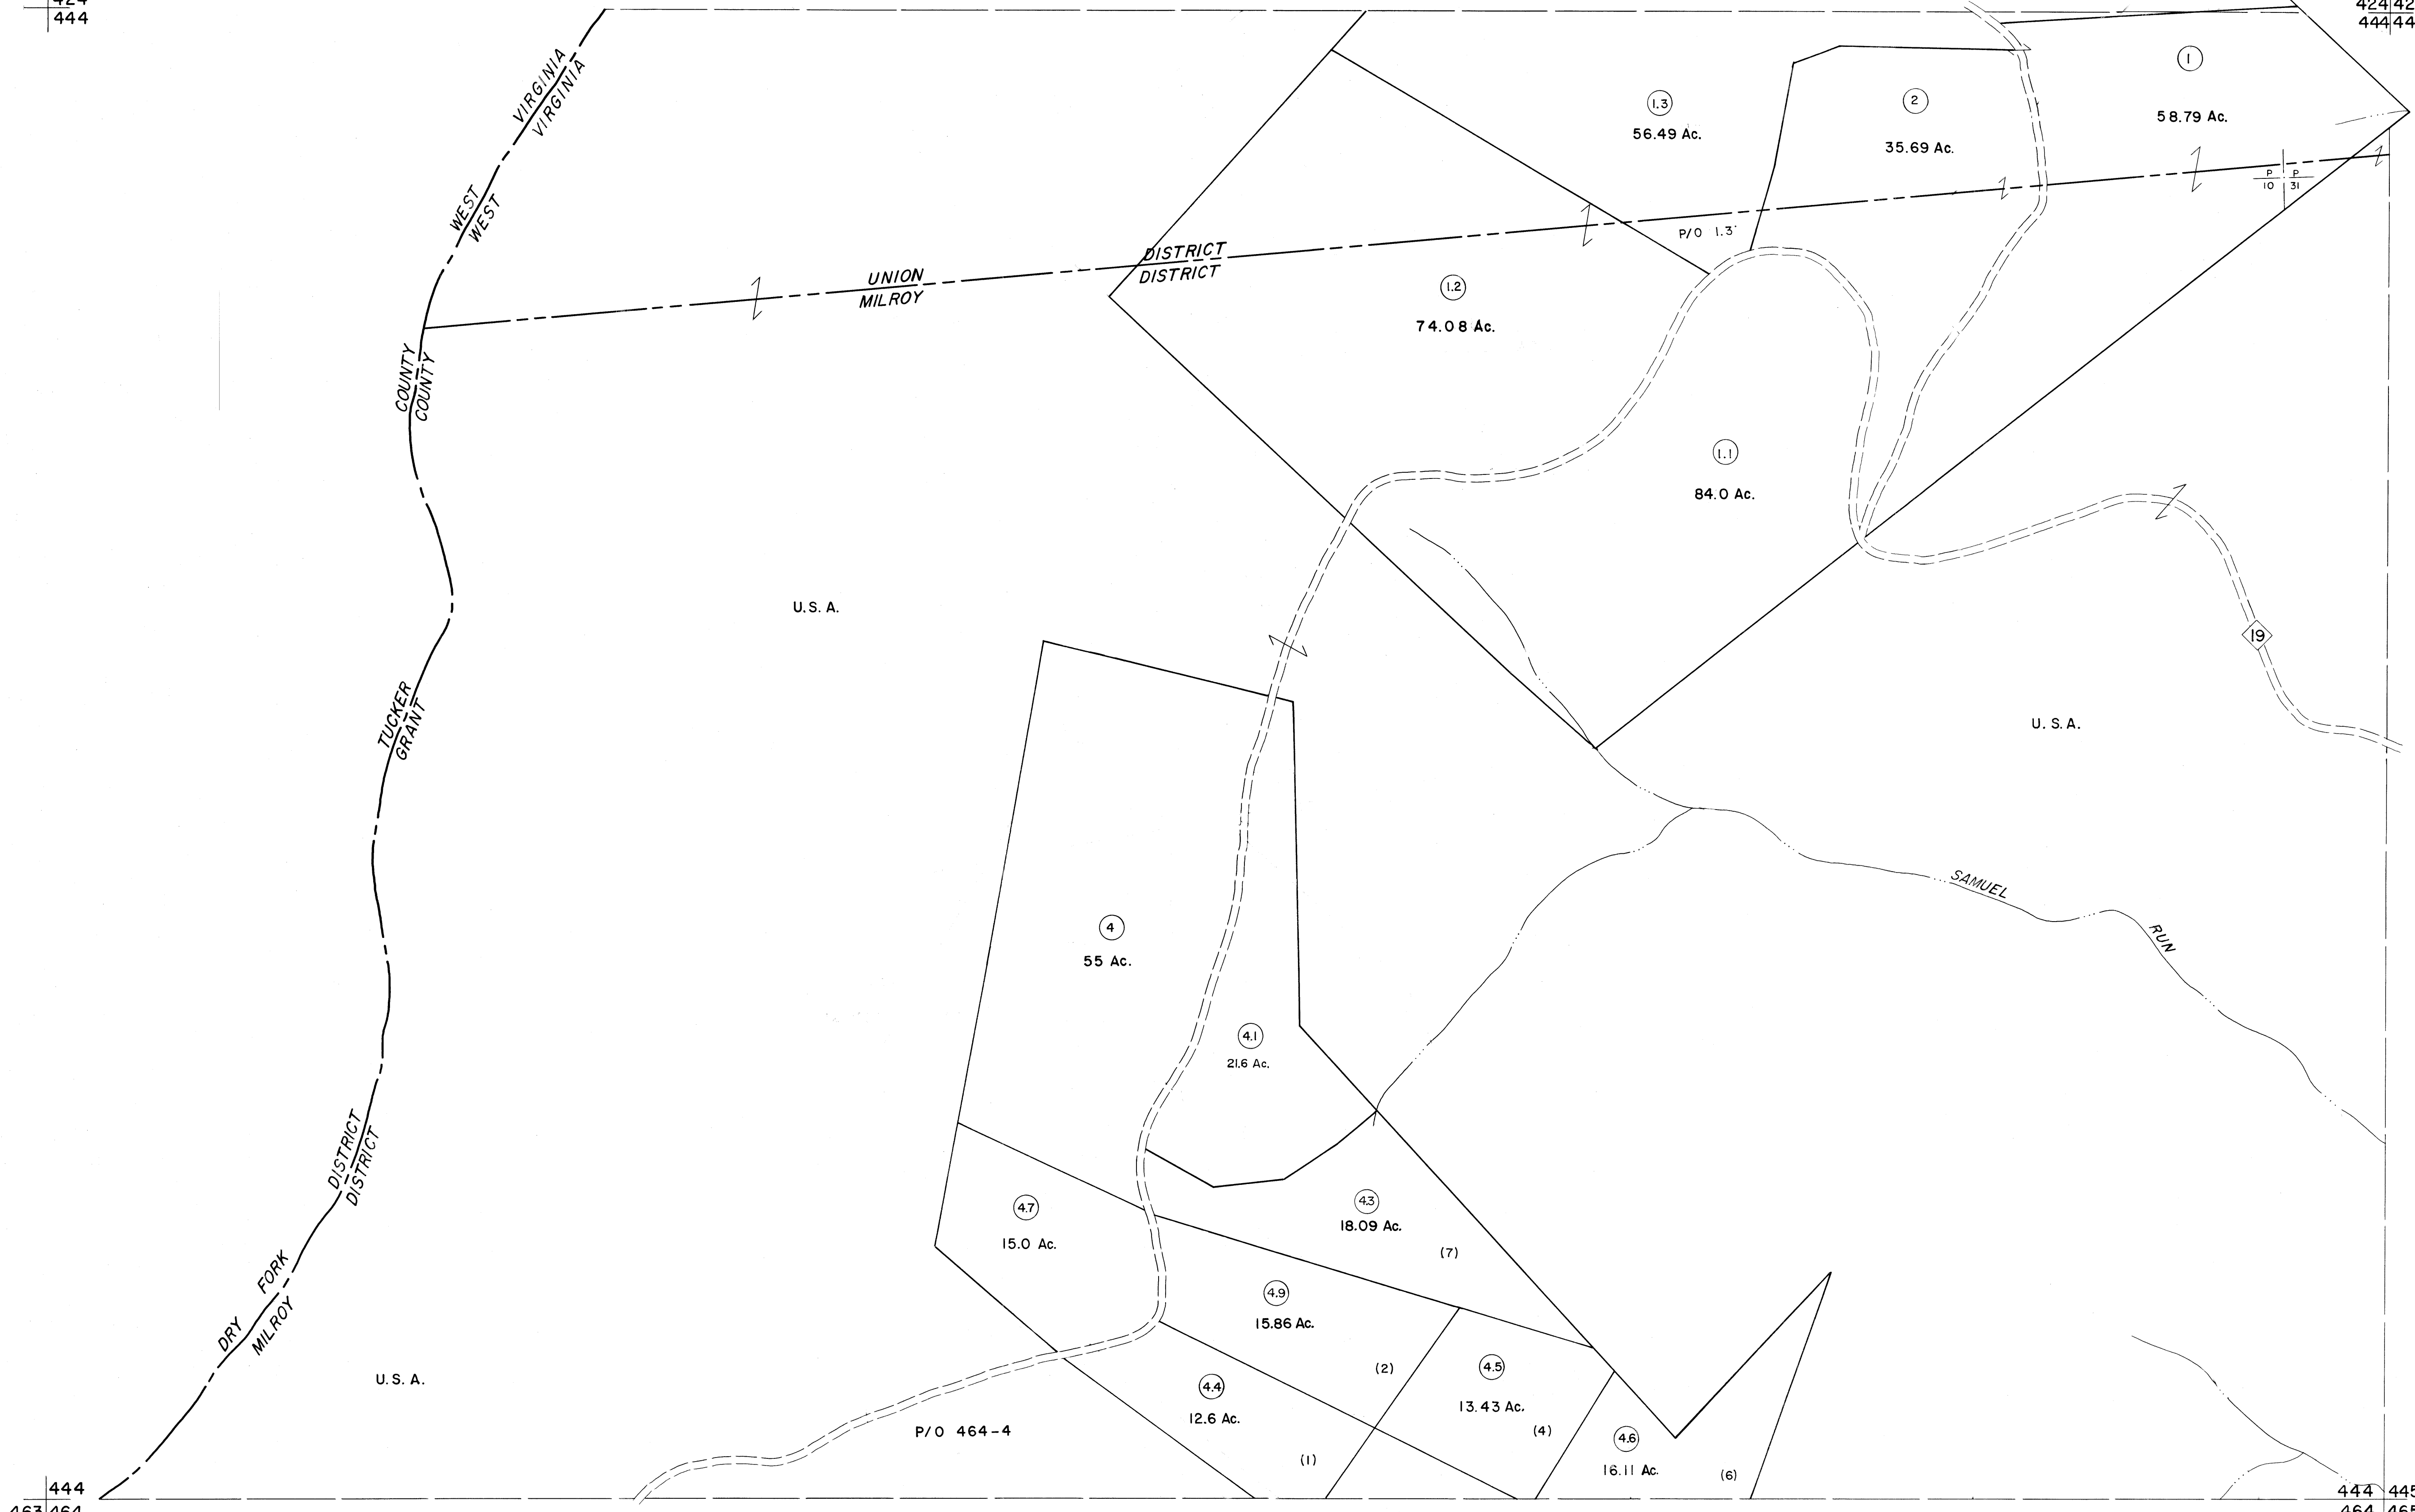 424
444
424 42
444 44
WEST VIRGINIA
WEST VIRGINIA
1
58.79 Ac.
1.3
56.49 Ac.
2
35.69 Ac.
P P
10 31
P/O 1.3
UNION DISTRICT
MILROY DISTRICT
1.2
74.08 Ac.
TUCKER COUNTY
GRANT COUNTY
1.1
84.0 Ac.
U.S.A.
19
U.S.A.
SAMUEL RUN
4
55 Ac.
4.1
21.6 Ac.
DRY FORK DISTRICT
MILROY DISTRICT
4.7
15.0 Ac.
4.3
18.09 Ac.
(7)
4.9
15.86 Ac.
(2)
4.5
13.43 Ac.
(4)
4.4
12.6 Ac.
(1)
4.6
16.11 Ac.
(6)
U.S.A.
P/O 464-4
444
463 464
444 445
464 465